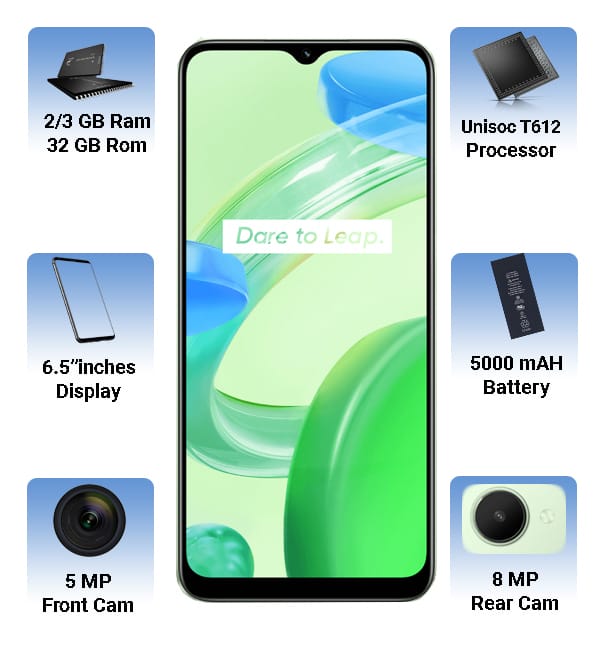 2/3 GB Ram
32 GB Rom
Unisoc T612
Processor
Dare to Leap.
6.5”inches
Display
5000 mAH
Battery
5 MP
Front Cam
8 MP
Rear Cam